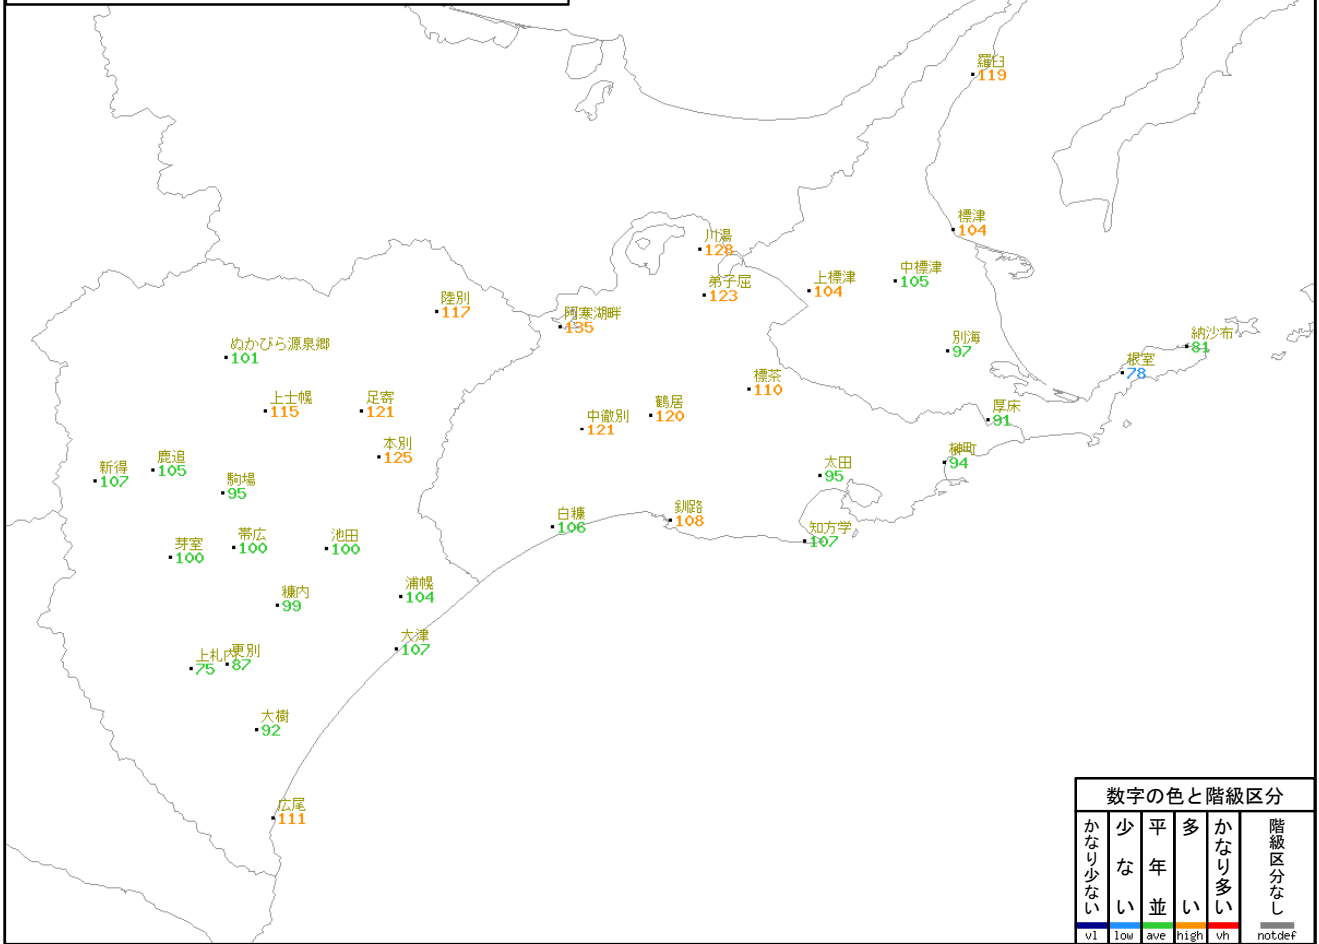 羅臼
119
標津
104
川湯
128
中標津
105
上標津
104
弟子屈
123
陸別
117
阿寒湖畔
135
ぬかびら源泉郷
101
別海
97
納沙布
81
根室
78
標茶
110
上士幌
115
足寄
121
鶴居
120
中徹別
121
厚床
91
本別
125
榊町
94
太田
95
新得
107
鹿追
105
駒場
95
白糠
106
釧路
108
知方学
107
芽室
100
帯広
100
池田
100
糠内
99
浦幌
104
大津
107
上札内
75
更別
87
大樹
92
広尾
111
数字の色と階級区分
かなり少ない
少ない
平年並
多い
かなり多い
階級区分なし
vl
low
ave
high
vh
notdef